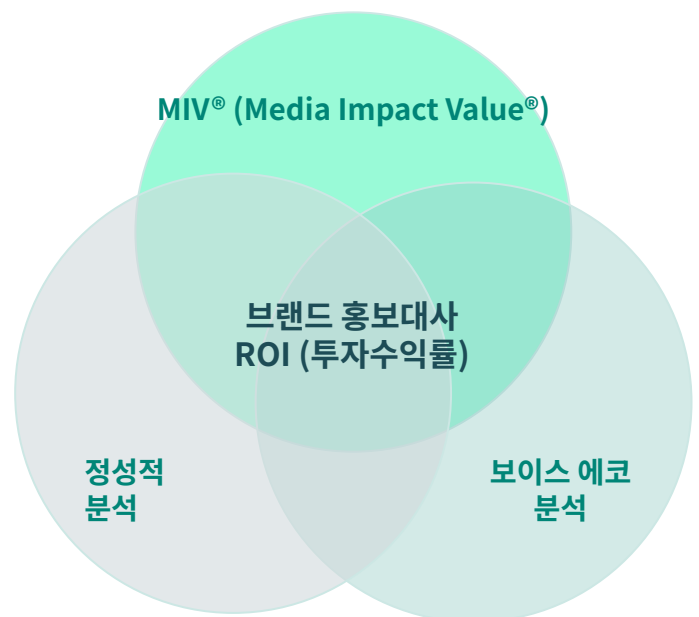 MIV® (Media Impact Value®)
브랜드 홍보대사
ROI (투자수익률)
정성적
분석
보이스 에코
분석